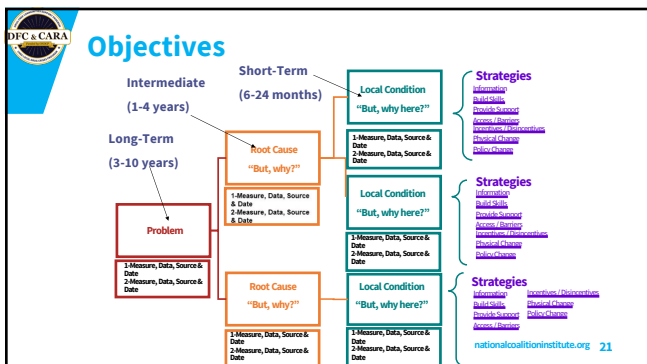 DFC & CARA
Objectives
Intermediate
(1-4 years)
Short-Term
(6-24 months)
Long-Term
(3-10 years)
Problem
1-Measure, Data, Source &
Date
2-Measure, Data, Source &
Date
Root Cause
“But, why?”
1-Measure, Data, Source
& Date
2-Measure, Data, Source
& Date
Root Cause
“But, why?”
1-Measure, Data, Source &
Date
2-Measure, Data, Source &
Date
Local Condition
“But, why here?”
1-Measure, Data, Source &
Date
2-Measure, Data, Source &
Date
Local Condition
“But, why here?”
1-Measure, Data, Source &
Date
2-Measure, Data, Source &
Date
Local Condition
“But, why here?”
1-Measure, Data, Source &
Date
2-Measure, Data, Source &
Date
Strategies
Information
Build Skills
Provide Support
Access / Barriers
Incentives / Disincentives
Physical Change
Policy Change
Strategies
Information
Build Skills
Provide Support
Access / Barriers
Incentives / Disincentives
Physical Change
Policy Change
Strategies
Information
Build Skills
Provide Support
Access / Barriers
Incentives / Disincentives
Physical Change
Policy Change
nationalcoalitioninstitute.org 21